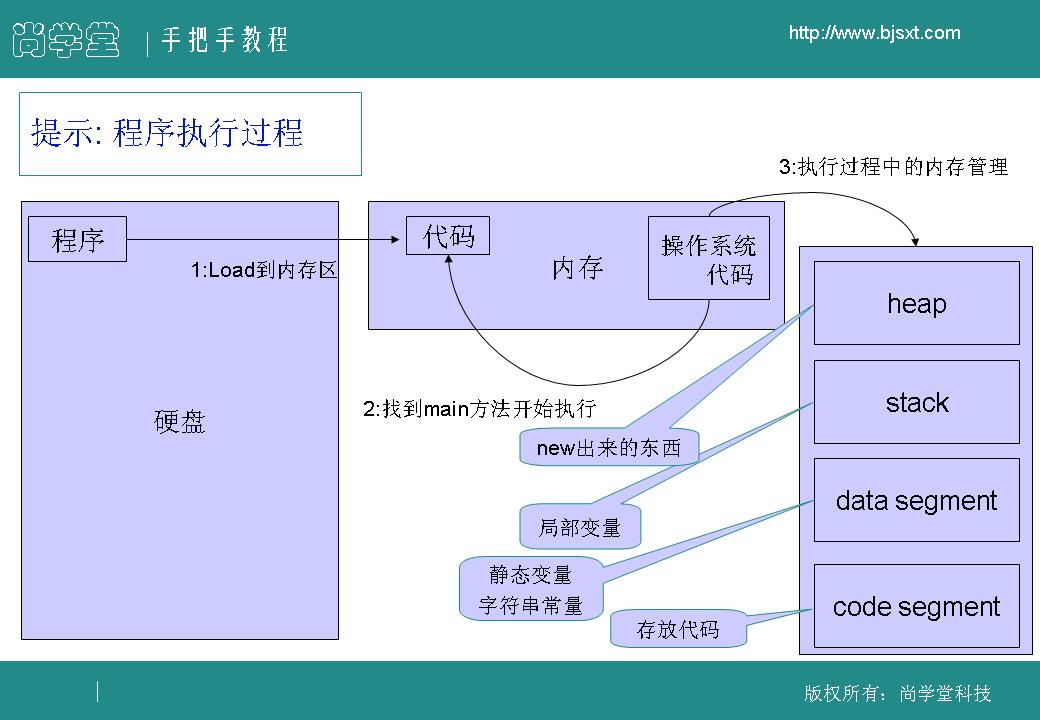 尚学堂
手把手教程
http://www.bjsxt.com
提示: 程序执行过程
3:执行过程中的内存管理
程序
代码
操作系统
代码
内存
1:Load到内存区
heap
硬盘
2:找到main方法开始执行
stack
new出来的东西
data segment
局部变量
静态变量
字符串常量
code segment
存放代码
版权所有：尚学堂科技